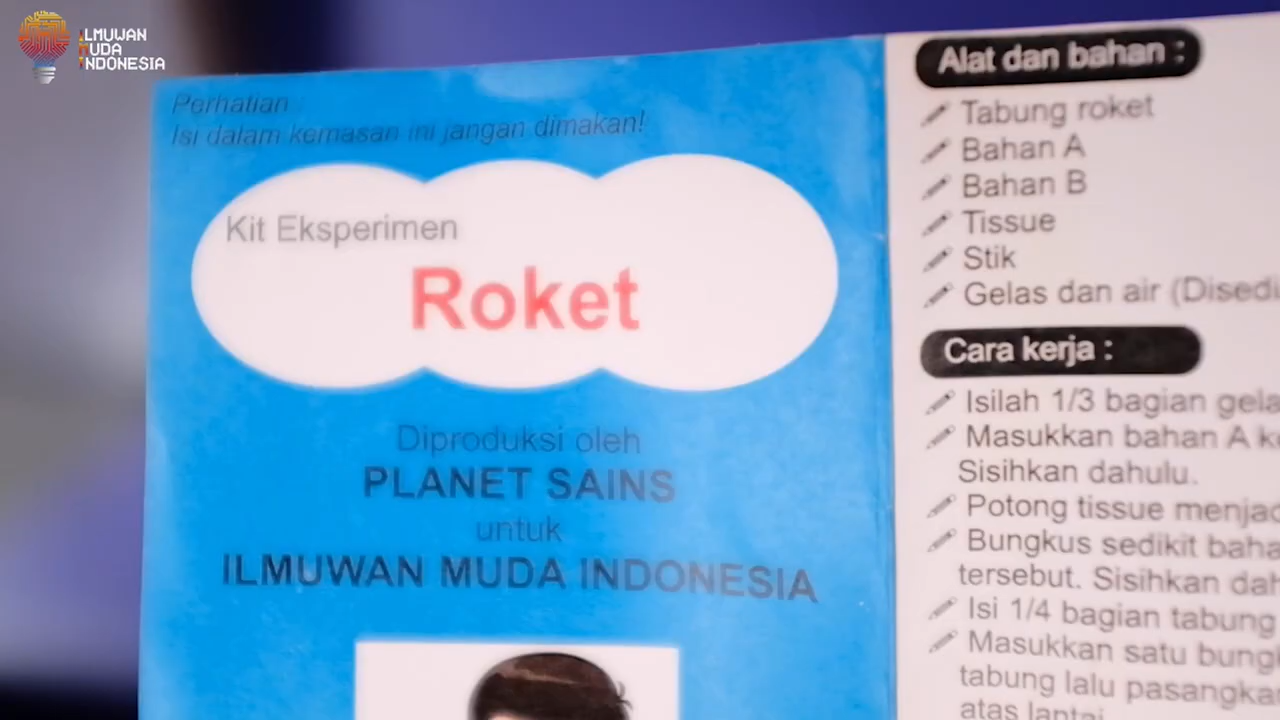 ILMUWAN
MUDA
INDONESIA
Perhatian :
Isi dalam kemasan ini jangan dimakan!
Kit Eksperimen
Roket
Diproduksi oleh
PLANET SAINS
untuk
ILMUWAN MUDA INDONESIA
Alat dan bahan :
Tabung roket
Bahan A
Bahan B
Tissue
Stik
Gelas dan air
Cara kerja :
Isilah 1/3 bagian
Masukkan bahan A
Sisihkan dahulu.
Potong tissue
Bungkus sedikit
tersebut. Sisihkan
Isi 1/4 bagian tabung
Masukkan satu
tabung lalu
atas lantai